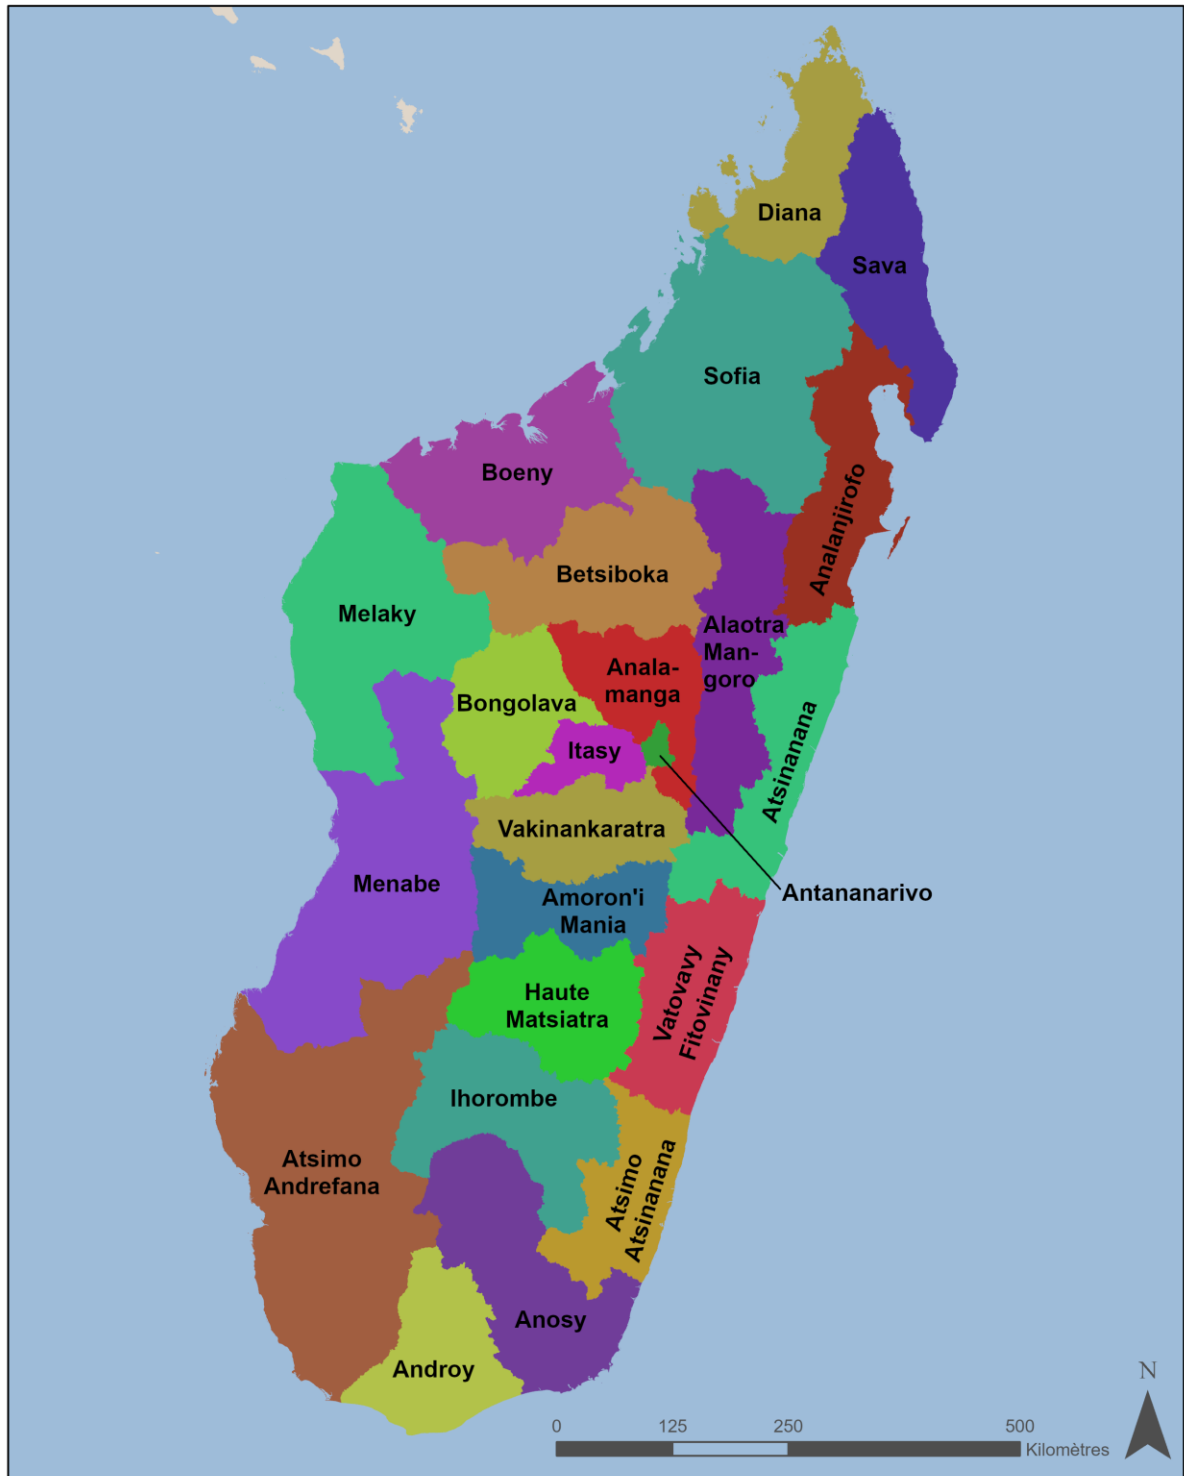 Diana
Sava
Sofia
Boeny
Analanjirofo
Betsiboka
Melaky
Alaotra
Man-
goro
Anala-
manga
Bongolava
Itasy
Atsinanana
Vakinankaratra
Menabe
Antananarivo
Amoron'i
Mania
Haute
Matsiatra
Vatovavy
Fitovinany
Ihorombe
Atsimo
Andrefana
Atsimo
Atsinanana
Anosy
Androy
N
0 125 250 500
Kilomètres